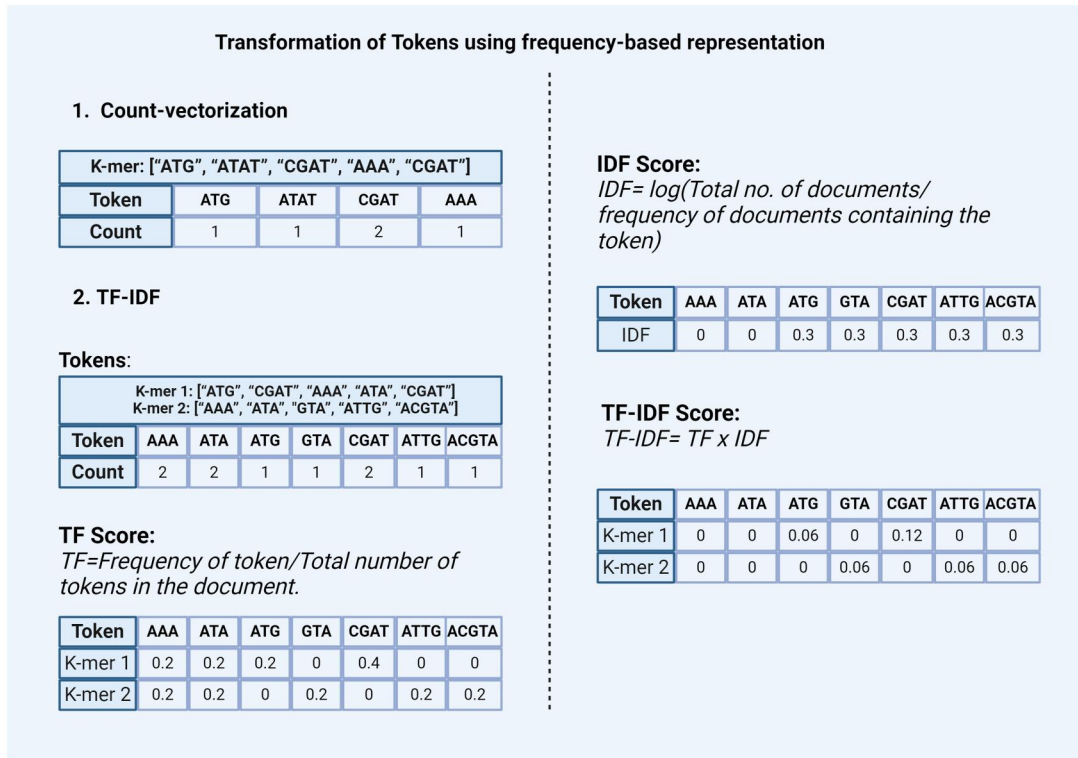 Transformation of Tokens using frequency-based representation
1. Count-vectorization
K-mer: [“ATG”, “ATAT”, “CGAT”, “AAA”, “CGAT”]
Token ATG ATAT CGAT AAA
Count 1 1 2 1
2. TF-IDF
Tokens:
K-mer 1: [“ATG”, “CGAT”, “AAA”, “ATA”, “CGAT”]
K-mer 2: [“AAA”, “ATA”, "GTA”, “ATTG”, “ACGTA”]
Token AAA ATA ATG GTA CGAT ATTG ACGTA
Count 2 2 1 1 2 1 1
TF Score:
TF=Frequency of token/Total number of
tokens in the document.
Token AAA ATA ATG GTA CGAT ATTG ACGTA
K-mer 1 0.2 0.2 0.2 0 0.4 0 0
K-mer 2 0.2 0.2 0 0.2 0 0.2 0.2
IDF Score:
IDF= log(Total no. of documents/
frequency of documents containing the
token)
Token AAA ATA ATG GTA CGAT ATTG ACGTA
IDF 0 0 0.3 0.3 0.3 0.3 0.3
TF-IDF Score:
TF-IDF= TF x IDF
Token AAA ATA ATG GTA CGAT ATTG ACGTA
K-mer 1 0 0 0.06 0 0.12 0 0
K-mer 2 0 0 0 0.06 0 0.06 0.06